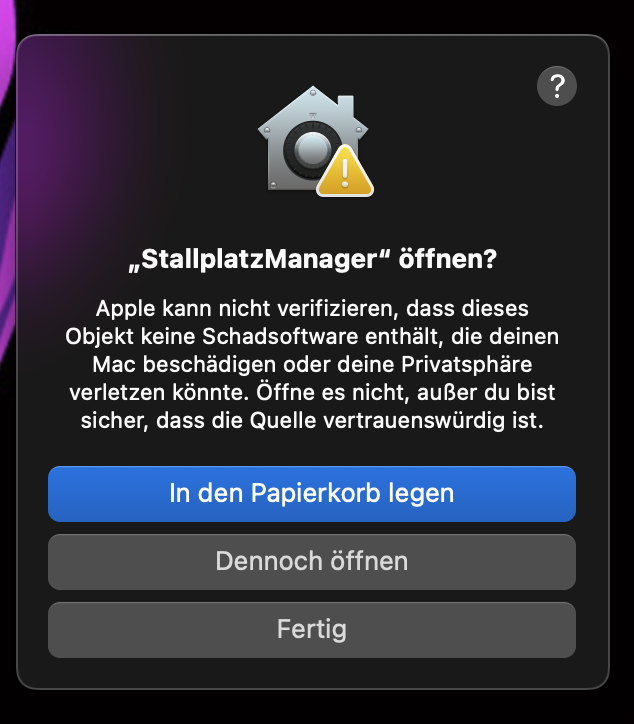 ?
„StallplatzManager“ öffnen?
Apple kann nicht verifizieren, dass dieses
Objekt keine Schadsoftware enthält, die deinen
Mac beschädigen oder deine Privatsphäre
verletzen könnte. Öffne es nicht, außer du bist
sicher, dass die Quelle vertrauenswürdig ist.
In den Papierkorb legen
Dennoch öffnen
Fertig